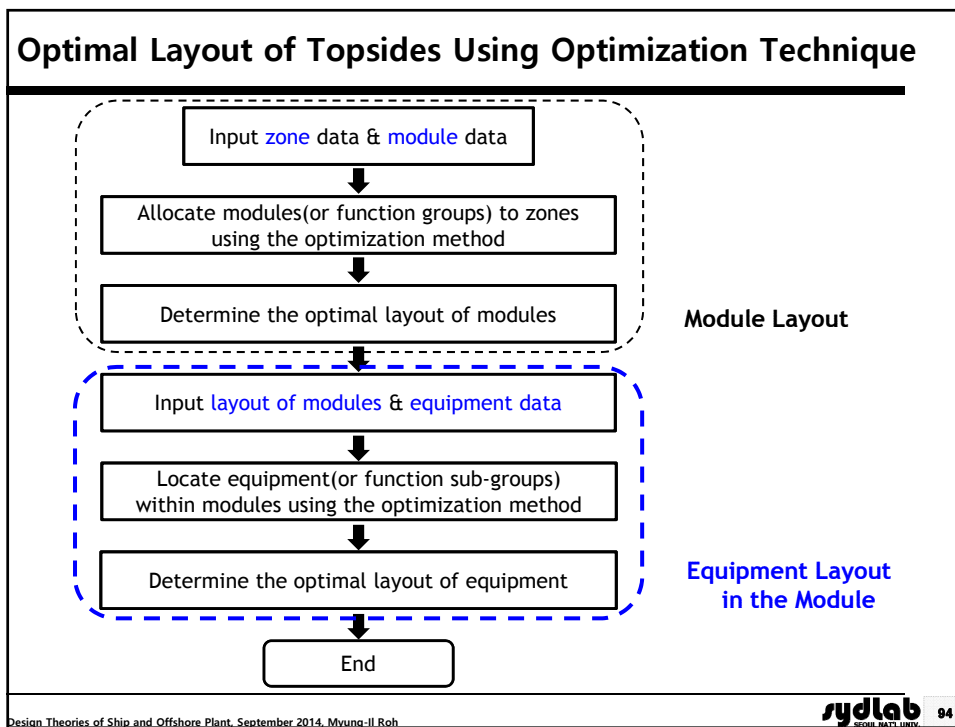 Optimal Layout of Topsides Using Optimization Technique
Input zone data & module data
Allocate modules(or function groups) to zones
using the optimization method
Determine the optimal layout of modules
Module Layout
Input layout of modules & equipment data
Locate equipment(or function sub-groups)
within modules using the optimization method
Determine the optimal layout of equipment
Equipment Layout
in the Module
End
Design Theories of Ship and Offshore Plant, September 2014, Myung-Il Roh
sydlab
SEOUL NAT'L UNIV.
94